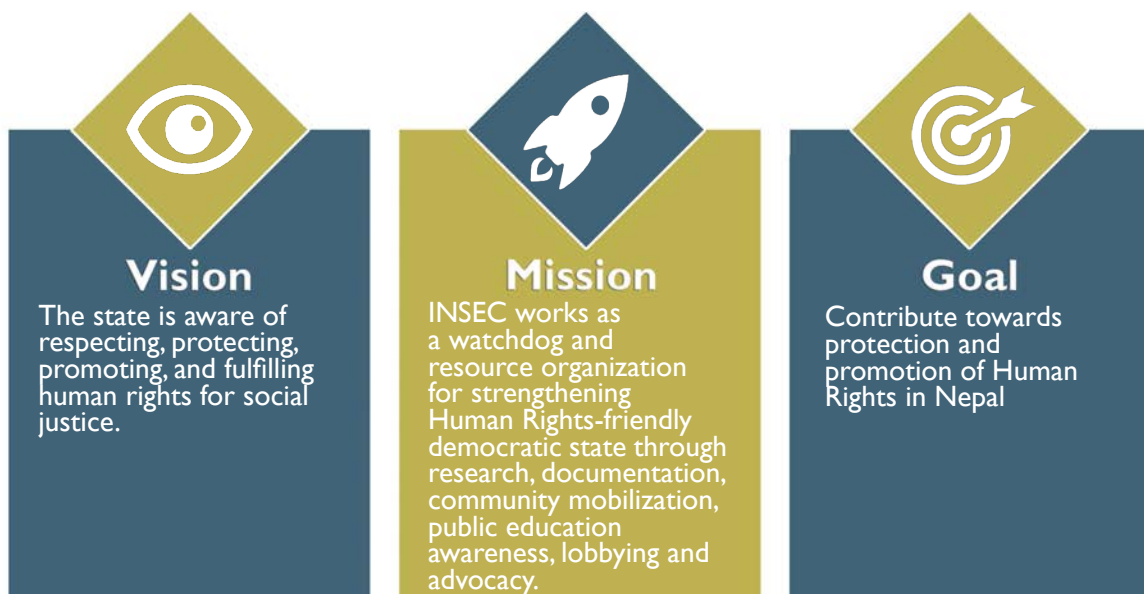 Vision
The state is aware of
respecting, protecting,
promoting, and fulfilling
human rights for social
justice.
Mission
INSEC works as
a watchdog and
resource organization
for strengthening
Human Rights-friendly
democratic state through
research, documentation,
community mobilization,
public education
awareness, lobbying and
advocacy.
Goal
Contribute towards
protection and
promotion of Human
Rights in Nepal